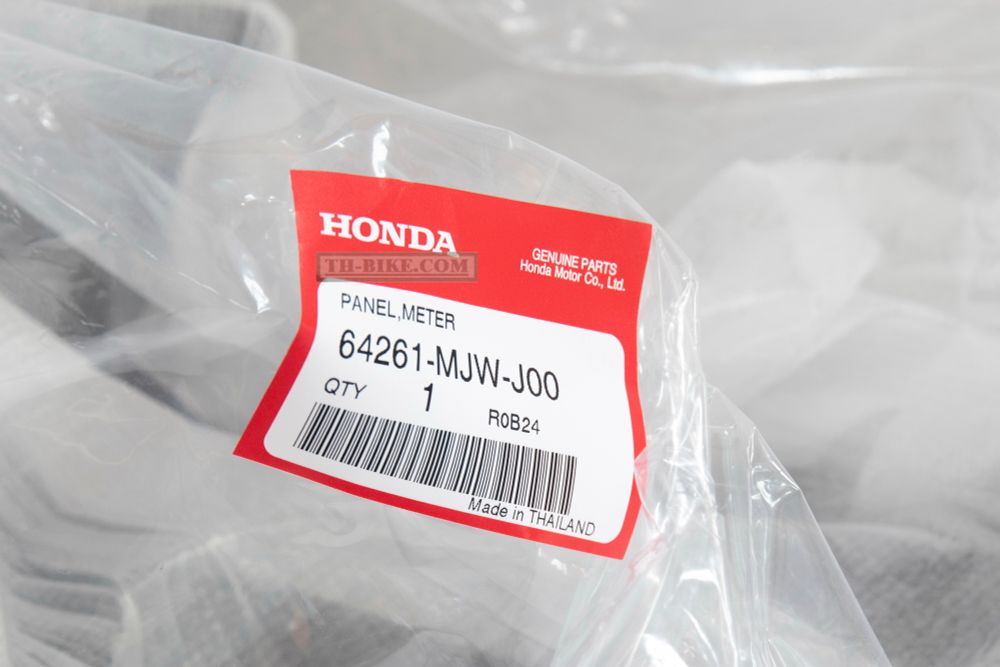 HONDA
TH-BIKE.COM
GENUINE PARTS
Honda Motor Co., Ltd.
PANEL,METER
64261-MJW-J00
QTY 1 R0B24
Made in THAILAND